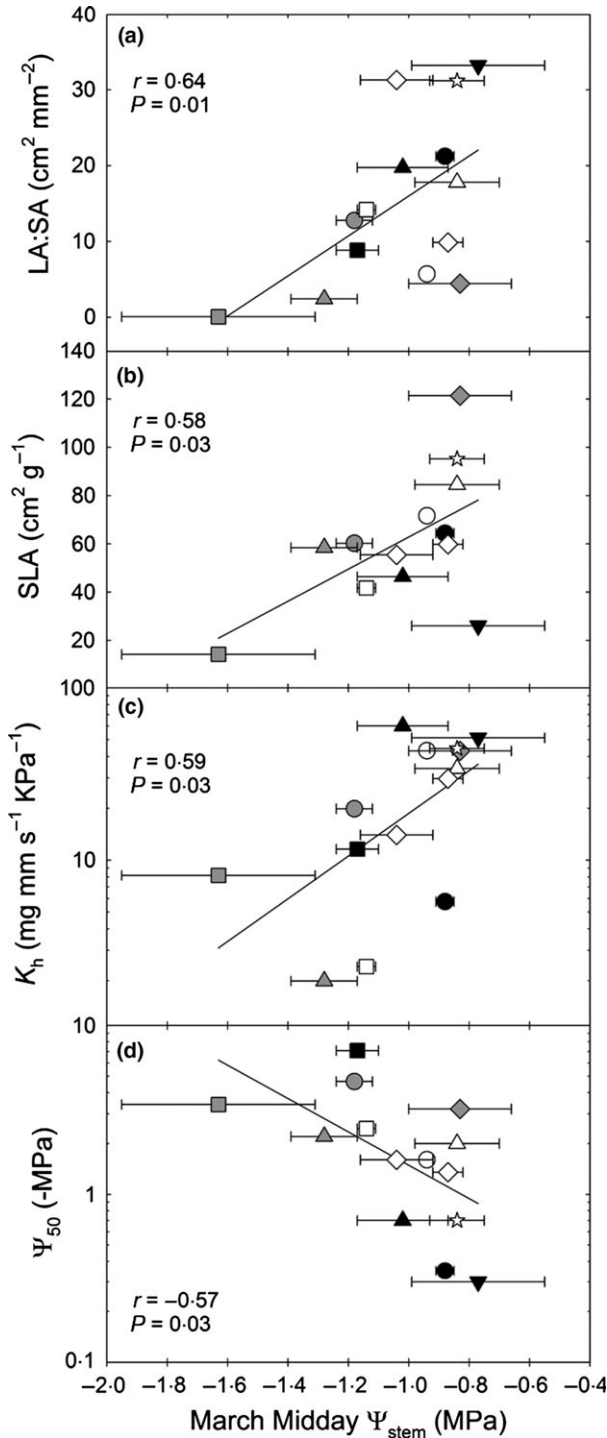 40
(a)
r = 0·64
P = 0·01
30
20
10
0
LA:SA (cm² mm⁻²)
140
(b)
120
r = 0·58
P = 0·03
100
80
60
40
20
SLA (cm² g⁻¹)
100
(c)
r = 0·59
P = 0·03
10
Kh (mg mm s⁻¹ KPa⁻¹)
10
(d)
1
r = −0·57
P = 0·03
0·1
Ψ50 (-MPa)
−2·0 −1·8 −1·6 −1·4 −1·2 −1·0 −0·8 −0·6 −0·4
March Midday Ψstem (MPa)